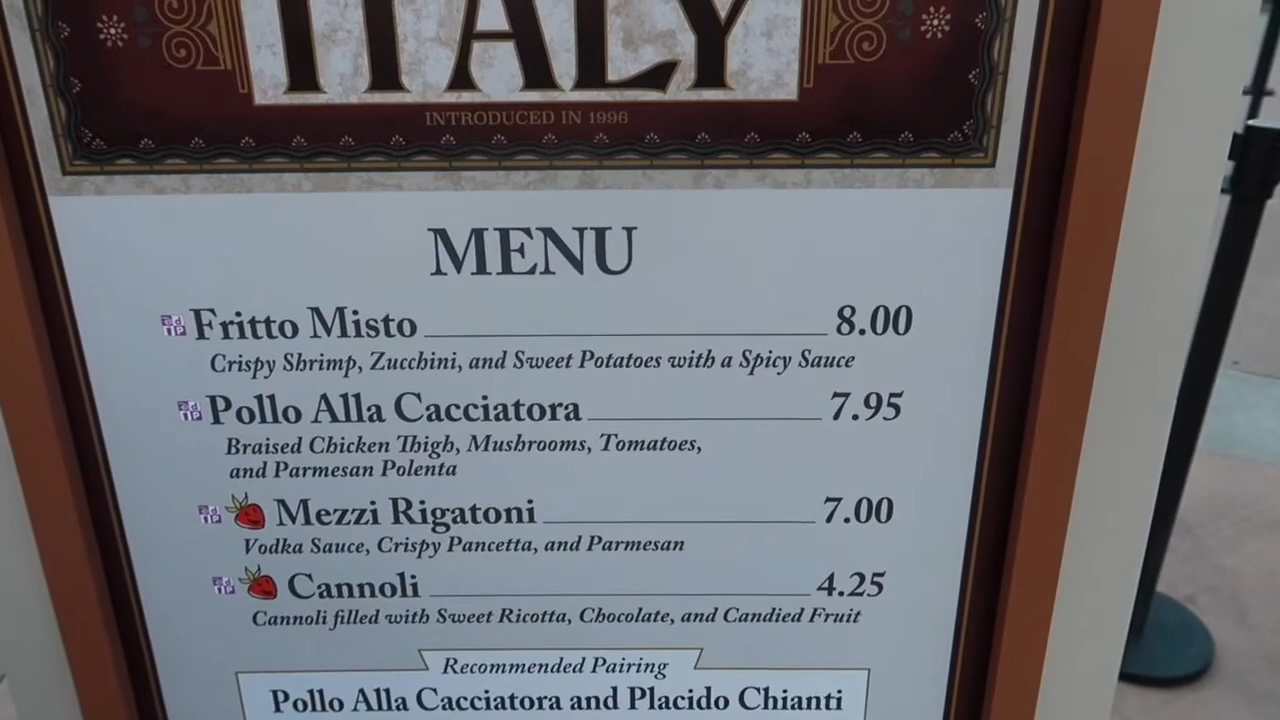 ITALY
INTRODUCED IN 1996
MENU
Fritto Misto 8.00
Crispy Shrimp, Zucchini, and Sweet Potatoes with a Spicy Sauce
Pollo Alla Cacciatora 7.95
Braised Chicken Thigh, Mushrooms, Tomatoes,
and Parmesan Polenta
Mezzi Rigatoni 7.00
Vodka Sauce, Crispy Pancetta, and Parmesan
Cannoli 4.25
Cannoli filled with Sweet Ricotta, Chocolate, and Candied Fruit
Recommended Pairing
Pollo Alla Cacciatora and Placido Chianti